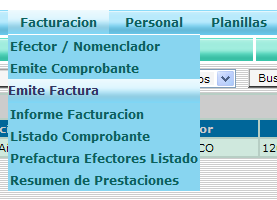 Facturacion Personal Planillas
Efector / Nomenclador
Emite Comprobante
Emite Factura
Informe Facturacion
Listado Comprobante
Prefactura Efectores Listado
Resumen de Prestaciones